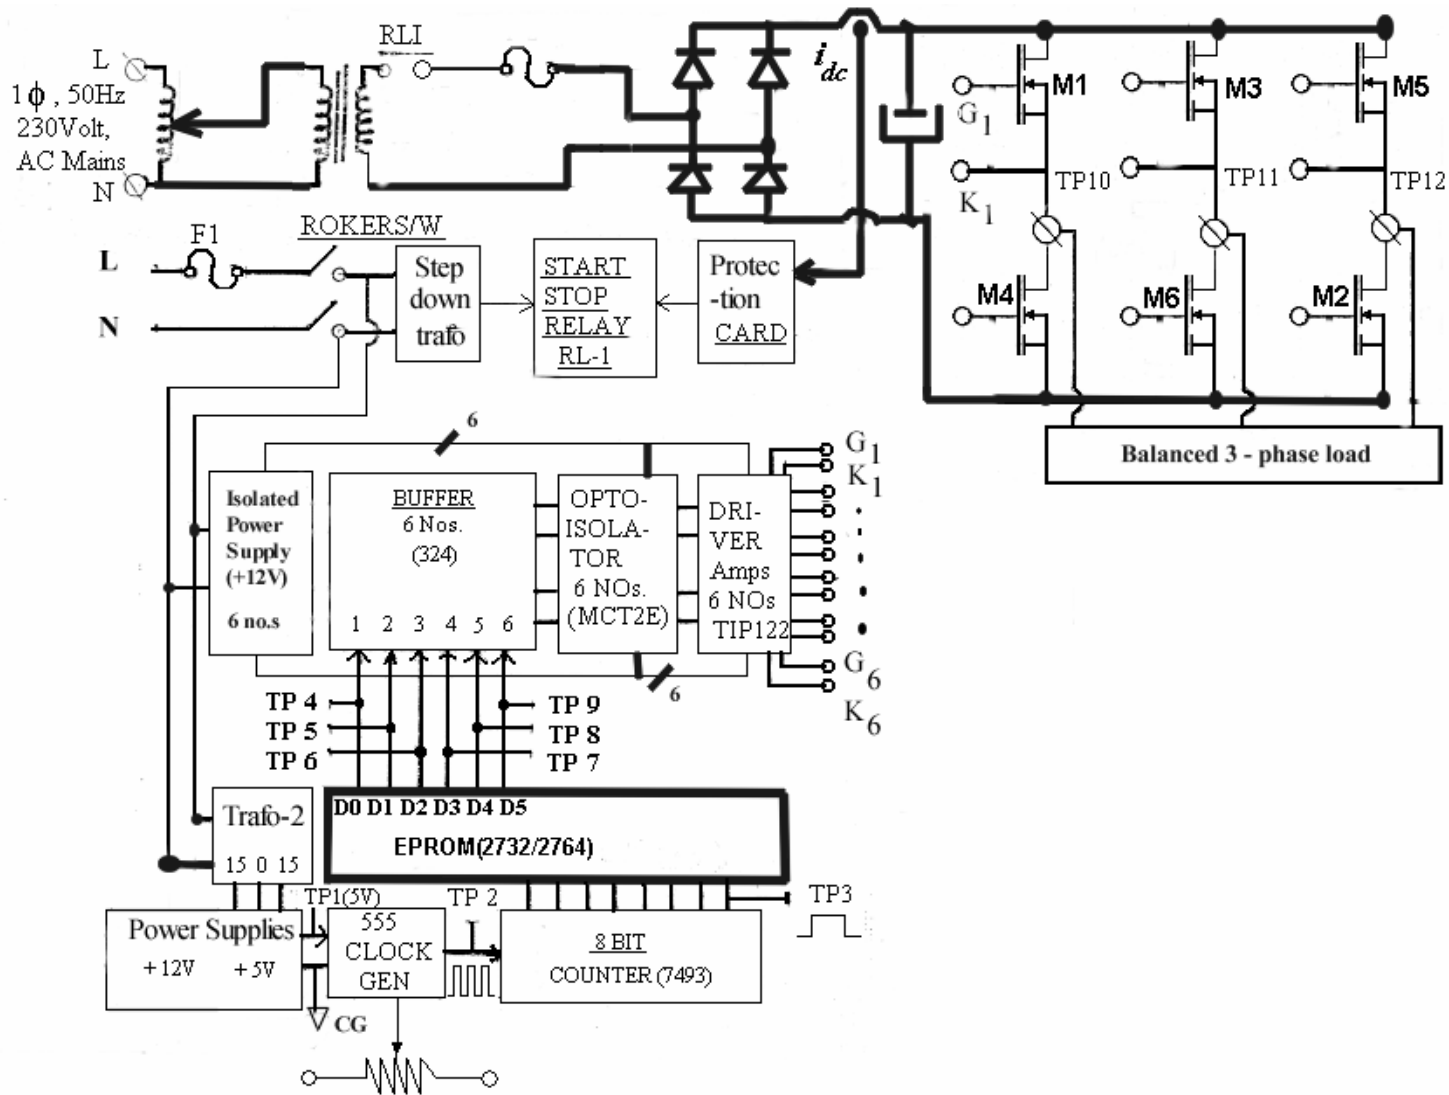 RLI
L
1ϕ , 50Hz
230Volt,
AC Mains
N
i dc
M1
M3
M5
G1
K1
TP10
TP11
TP12
M4
M6
M2
Balanced 3 - phase load
F1
ROKERS/W
L
N
Step
down
trafo
START
STOP
RELAY
RL-1
Protec
-tion
CARD
6
Isolated
Power
Supply
(+12V)
6 no.s
BUFFER
6 Nos.
(324)
1 2 3 4 5 6
OPTO-
ISOLA-
TOR
6 NOs.
(MCT2E)
DRI-
VER
Amps
6 NOs
TIP122
G1
K1
G6
K6
6
TP 4
TP 5
TP 6
TP 9
TP 8
TP 7
D0 D1 D2 D3 D4 D5
EPROM(2732/2764)
Trafo-2
15 0 15
TP1(5V)
TP 2
TP3
Power Supplies
+12V +5V
555
CLOCK
GEN
8 BIT
COUNTER (7493)
CG